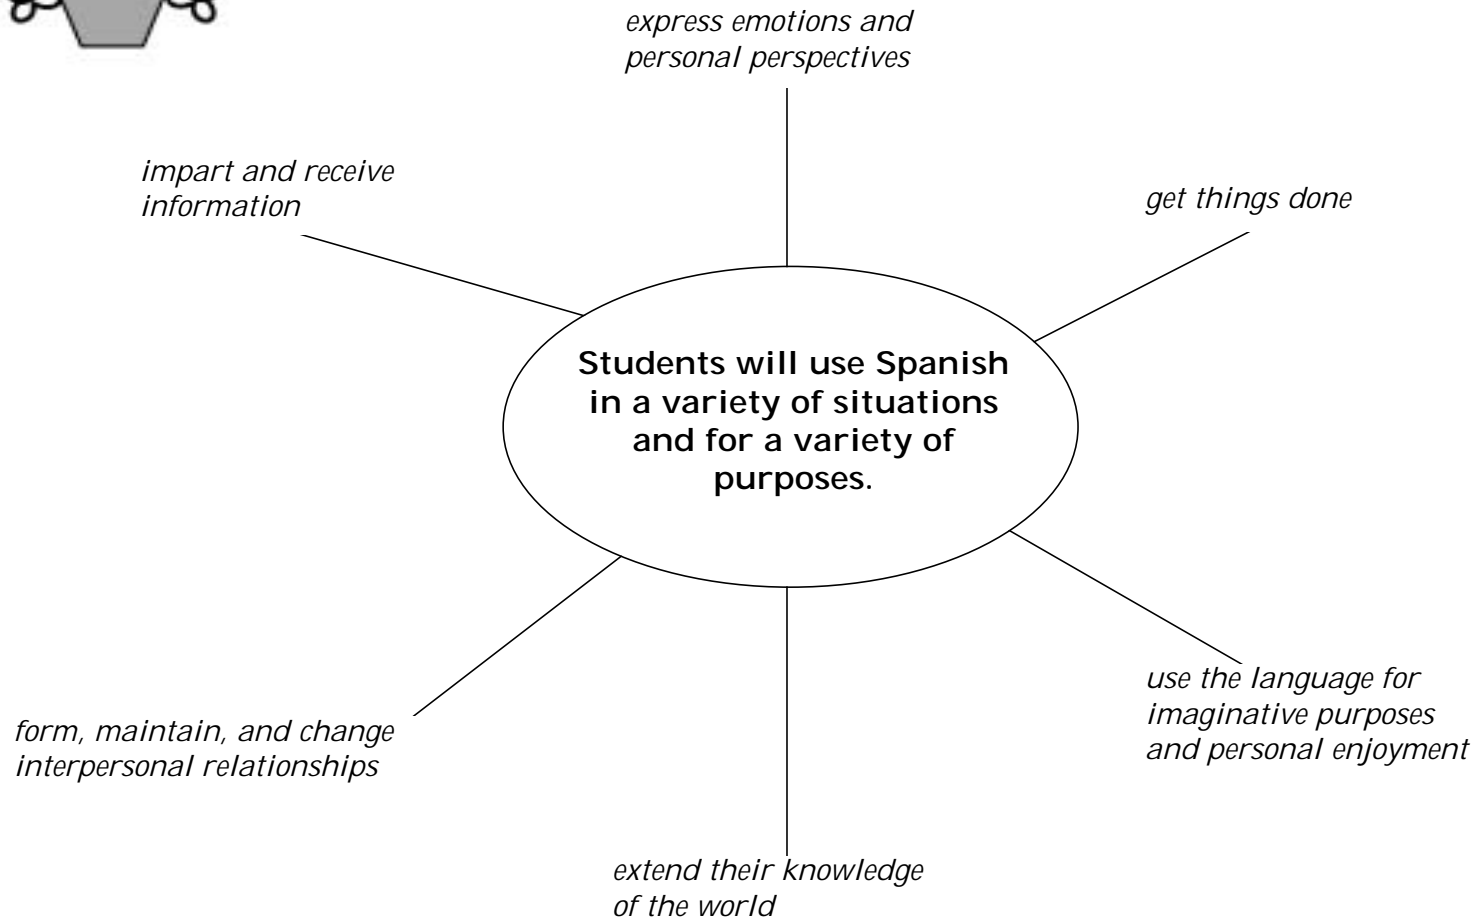 express emotions and
personal perspectives
impart and receive
information
get things done
Students will use Spanish
in a variety of situations
and for a variety of
purposes.
form, maintain, and change
interpersonal relationships
use the language for
imaginative purposes
and personal enjoyment
extend their knowledge
of the world